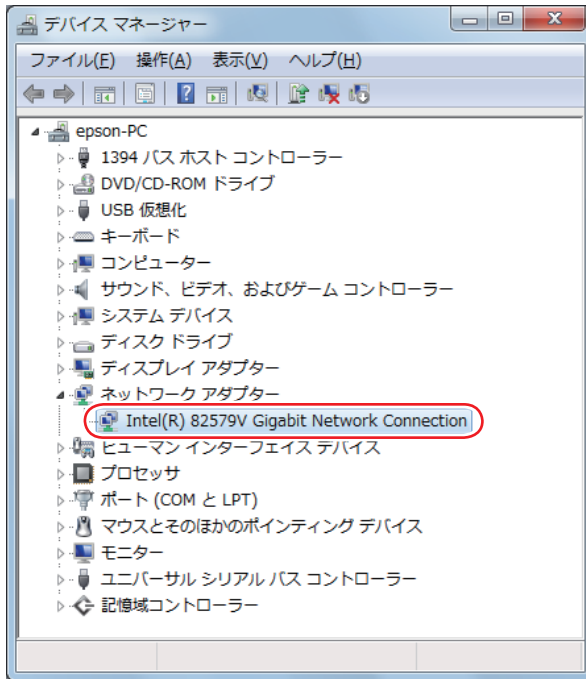 デバイス マネージャー
ファイル(F) 操作(A) 表示(V) ヘルプ(H)
epson-PC
1394 バス ホスト コントローラー
DVD/CD-ROM ドライブ
USB 仮想化
キーボード
コンピューター
サウンド、ビデオ、およびゲーム コントローラー
システム デバイス
ディスク ドライブ
ディスプレイ アダプター
ネットワーク アダプター
Intel(R) 82579V Gigabit Network Connection
ヒューマン インターフェイス デバイス
プロセッサ
ポート (COM と LPT)
マウスとそのほかのポインティング デバイス
モニター
ユニバーサル シリアル バス コントローラー
記憶域コントローラー